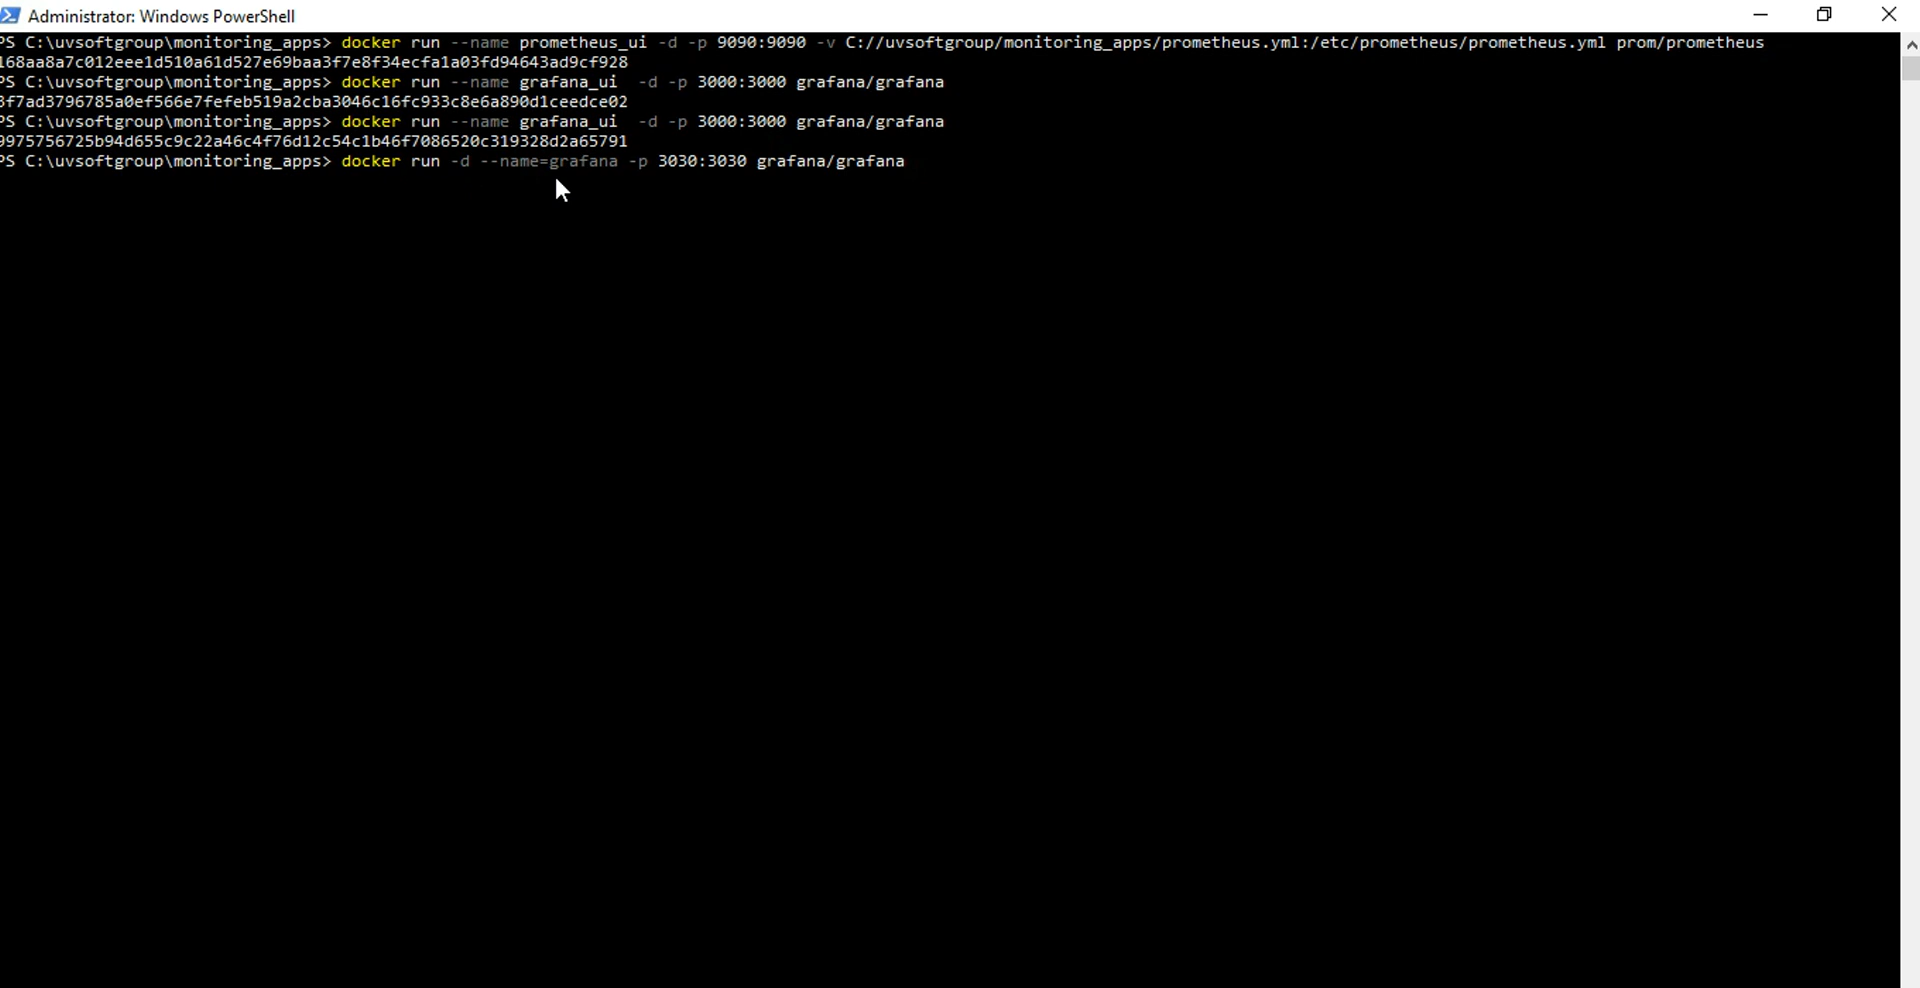 Administrator: Windows PowerShell
PS C:\uvsoftgroup\monitoring_apps> docker run --name prometheus_ui -d -p 9090:9090 -v C://uvsoftgroup/monitoring_apps/prometheus.yml:/etc/prometheus/prometheus.yml prom/prometheus
168aa8a7c012eee1d510a61d527e69baa3f7e8f34ecfa1a03fd94643ad9cf928
PS C:\uvsoftgroup\monitoring_apps> docker run --name grafana_ui  -d -p 3000:3000 grafana/grafana
3f7ad3796785a0ef566e7fefeb519a2cba3046c16fc933c8e6a890d1ceedce02
PS C:\uvsoftgroup\monitoring_apps> docker run --name grafana_ui  -d -p 3000:3000 grafana/grafana
9975756725b94d655c9c22a46c4f76d12c54c1b46f7086520c319328d2a65791
PS C:\uvsoftgroup\monitoring_apps> docker run -d --name=grafana -p 3030:3030 grafana/grafana